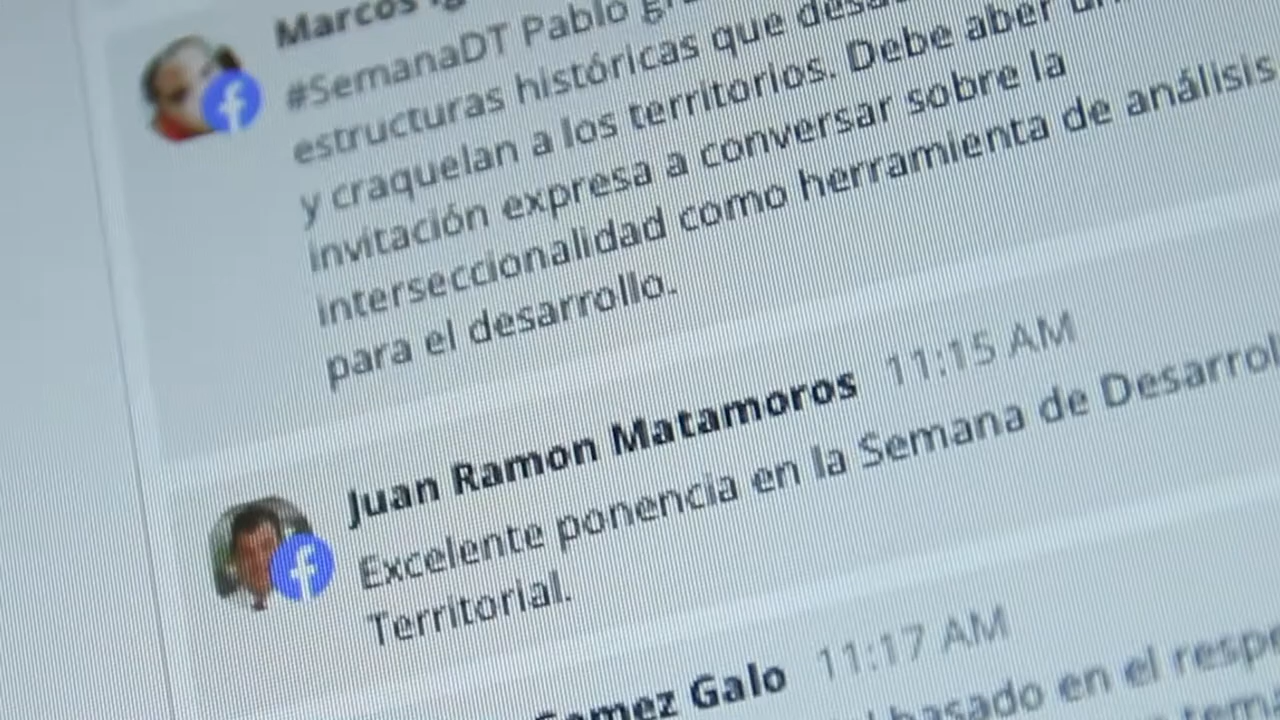 Marcos
#SemanaDT Pablo
estructuras históricas que
y craquelan a los territorios. Debe aber
invitación expresa a conversar sobre la
interseccionalidad como herramienta de análisis
para el desarrollo.
Juan Ramon Matamoros 11:15 AM
Excelente ponencia en la Semana de Desarrol
Territorial.
Gomez Galo 11:17 AM
basado en el respe